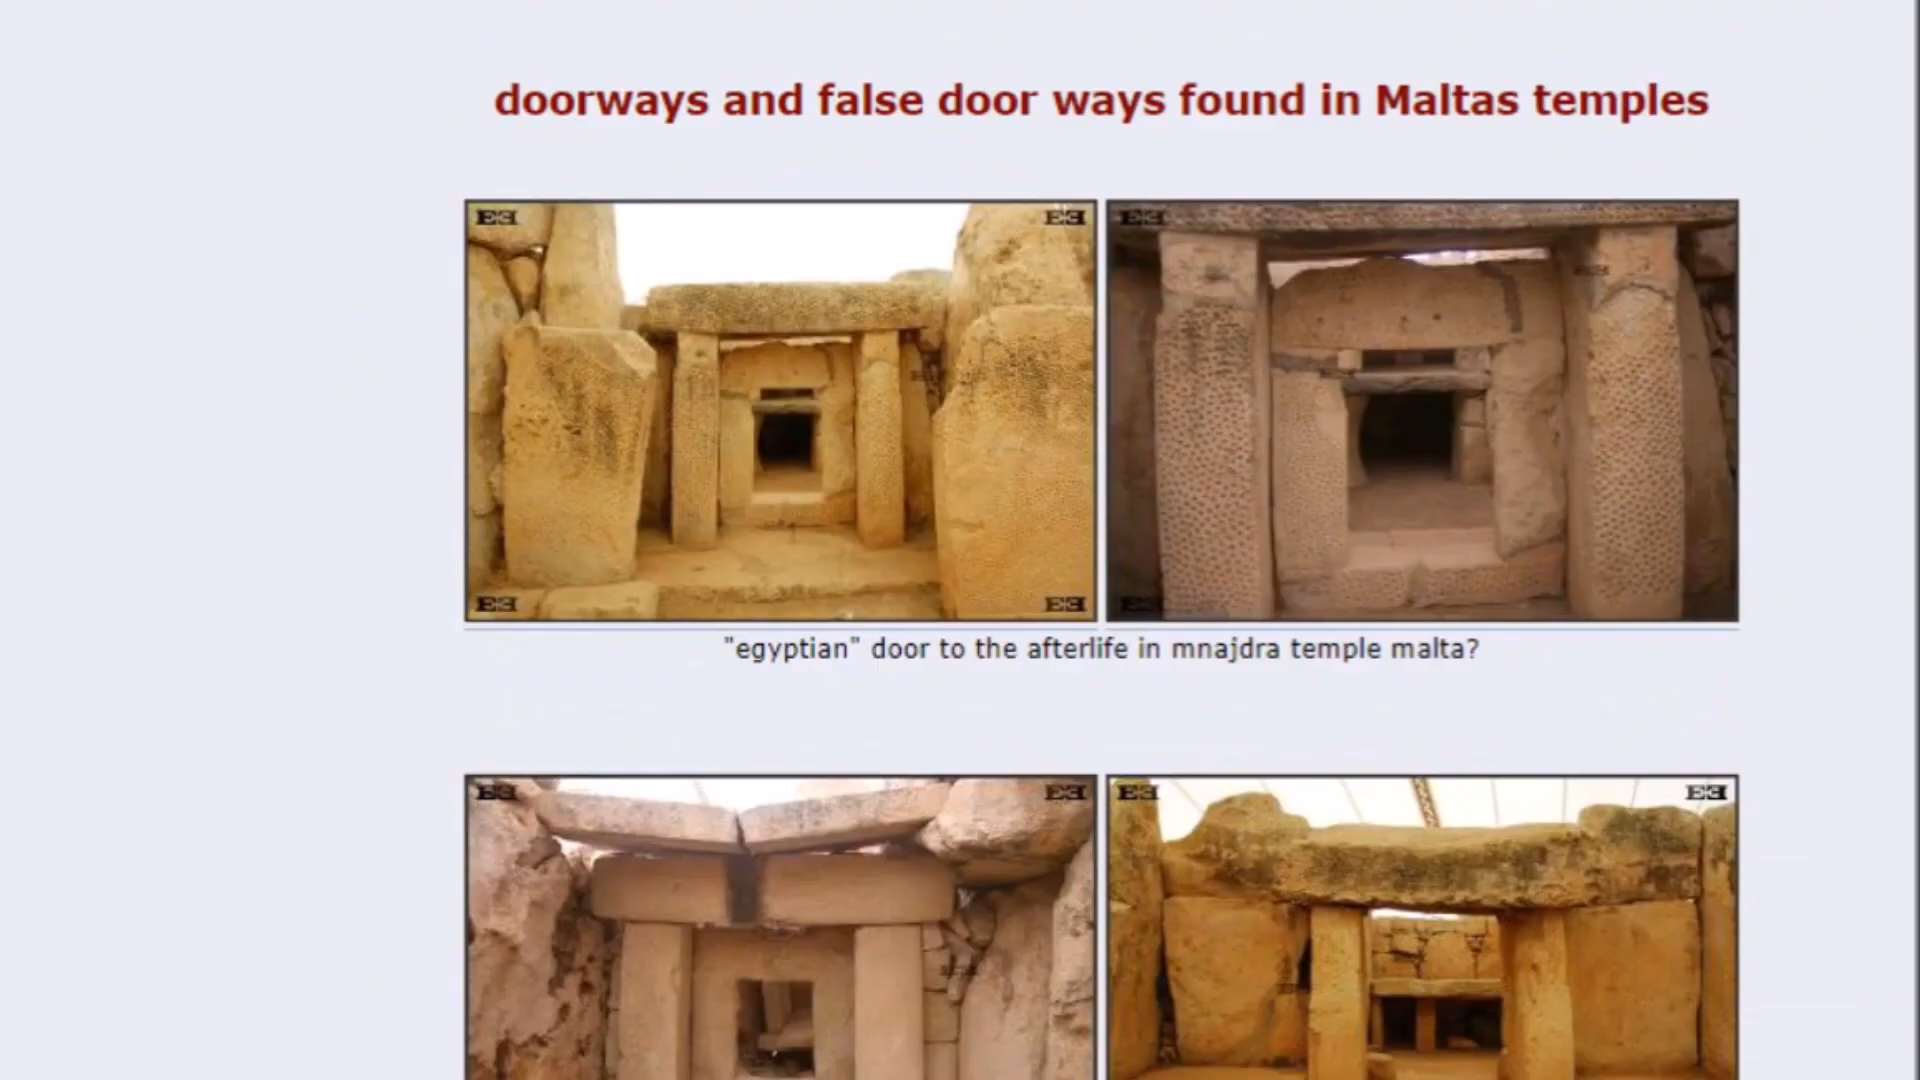 doorways and false door ways found in Maltas temples
"egyptian" door to the afterlife in mnajdra temple malta?